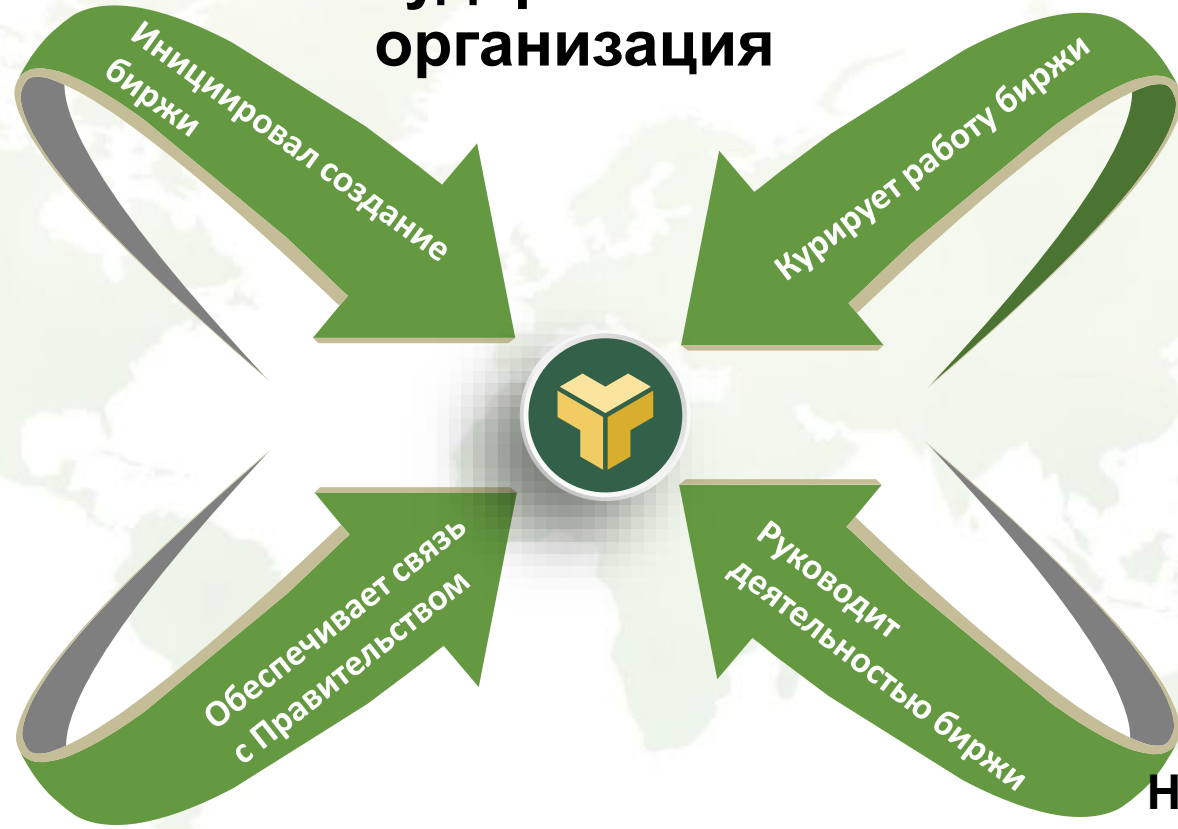 организация
Инициировал создание
биржи
Курирует работу биржи
Обеспечивает связь
с Правительством
Руководит
деятельностью биржи